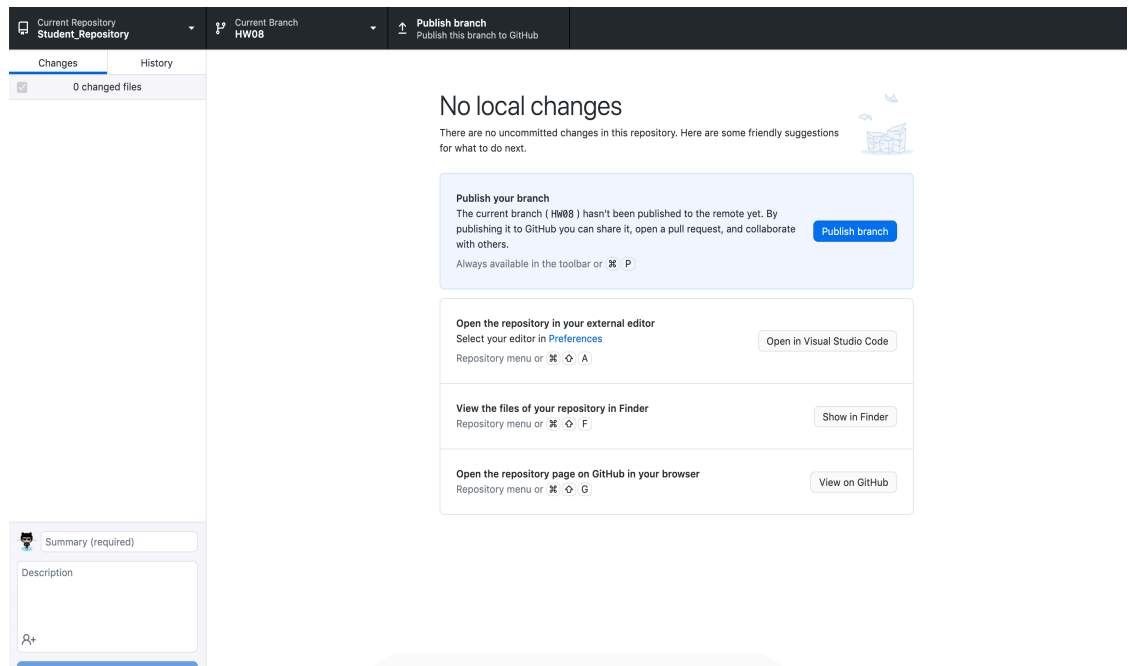 Current Repository
Student_Repository
Current Branch
HW08
Publish branch
Publish this branch to GitHub
Changes
History
0 changed files
No local changes
There are no uncommitted changes in this repository. Here are some friendly suggestions
for what to do next.
Publish your branch
The current branch ( HW08 ) hasn't been published to the remote yet. By
publishing it to GitHub you can share it, open a pull request, and collaborate
with others.
Publish branch
Always available in the toolbar or ⌘ P
Open the repository in your external editor
Select your editor in Preferences
Open in Visual Studio Code
Repository menu or ⌘ ⇧ A
View the files of your repository in Finder
Show in Finder
Repository menu or ⌘ ⇧ F
Open the repository page on GitHub in your browser
View on GitHub
Repository menu or ⌘ ⇧ G
Summary (required)
Description